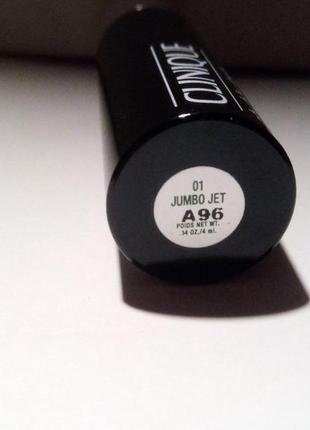 CLINIQUE
01
JUMBO JET
A96
POIDS NET WT.
.14 OZ./4 ml.